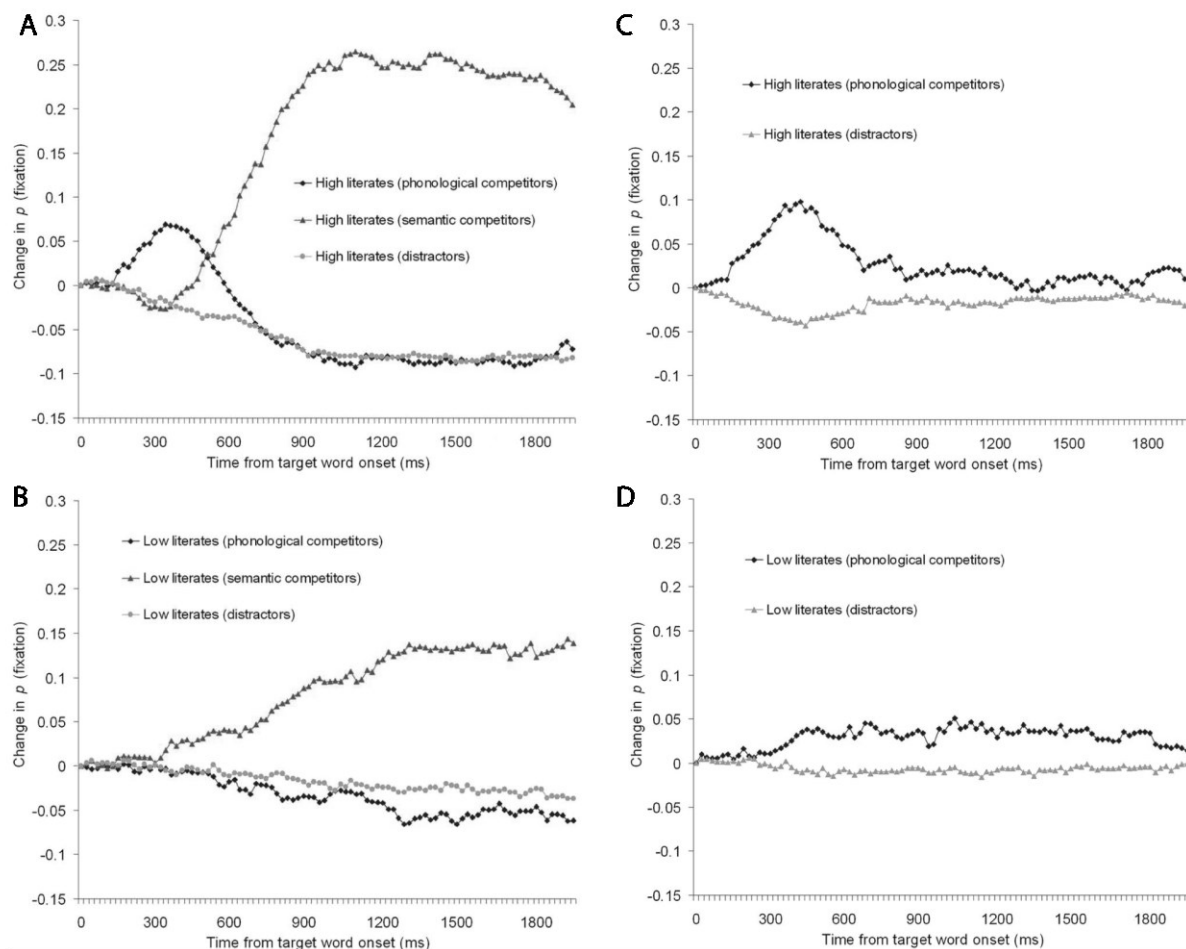 A
0.3
0.25
0.2
0.15
0.1
0.05
0
-0.05
-0.1
-0.15
Change in p (fixation)
High literates (phonological competitors)
High literates (semantic competitors)
High literates (distractors)
0 300 600 900 1200 1500 1800
Time from target word onset (ms)
B
0.3
0.25
0.2
0.15
0.1
0.05
0
-0.05
-0.1
-0.15
Change in p (fixation)
Low literates (phonological competitors)
Low literates (semantic competitors)
Low literates (distractors)
0 300 600 900 1200 1500 1800
Time from target word onset (ms)
C
0.3
0.25
0.2
0.15
0.1
0.05
0
-0.05
-0.1
-0.15
Change in p (fixation)
High literates (phonological competitors)
High literates (distractors)
0 300 600 900 1200 1500 1800
Time from target word onset (ms)
D
0.3
0.25
0.2
0.15
0.1
0.05
0
-0.05
-0.1
-0.15
Change in p (fixation)
Low literates (phonological competitors)
Low literates (distractors)
0 300 600 900 1200 1500 1800
Time from target word onset (ms)